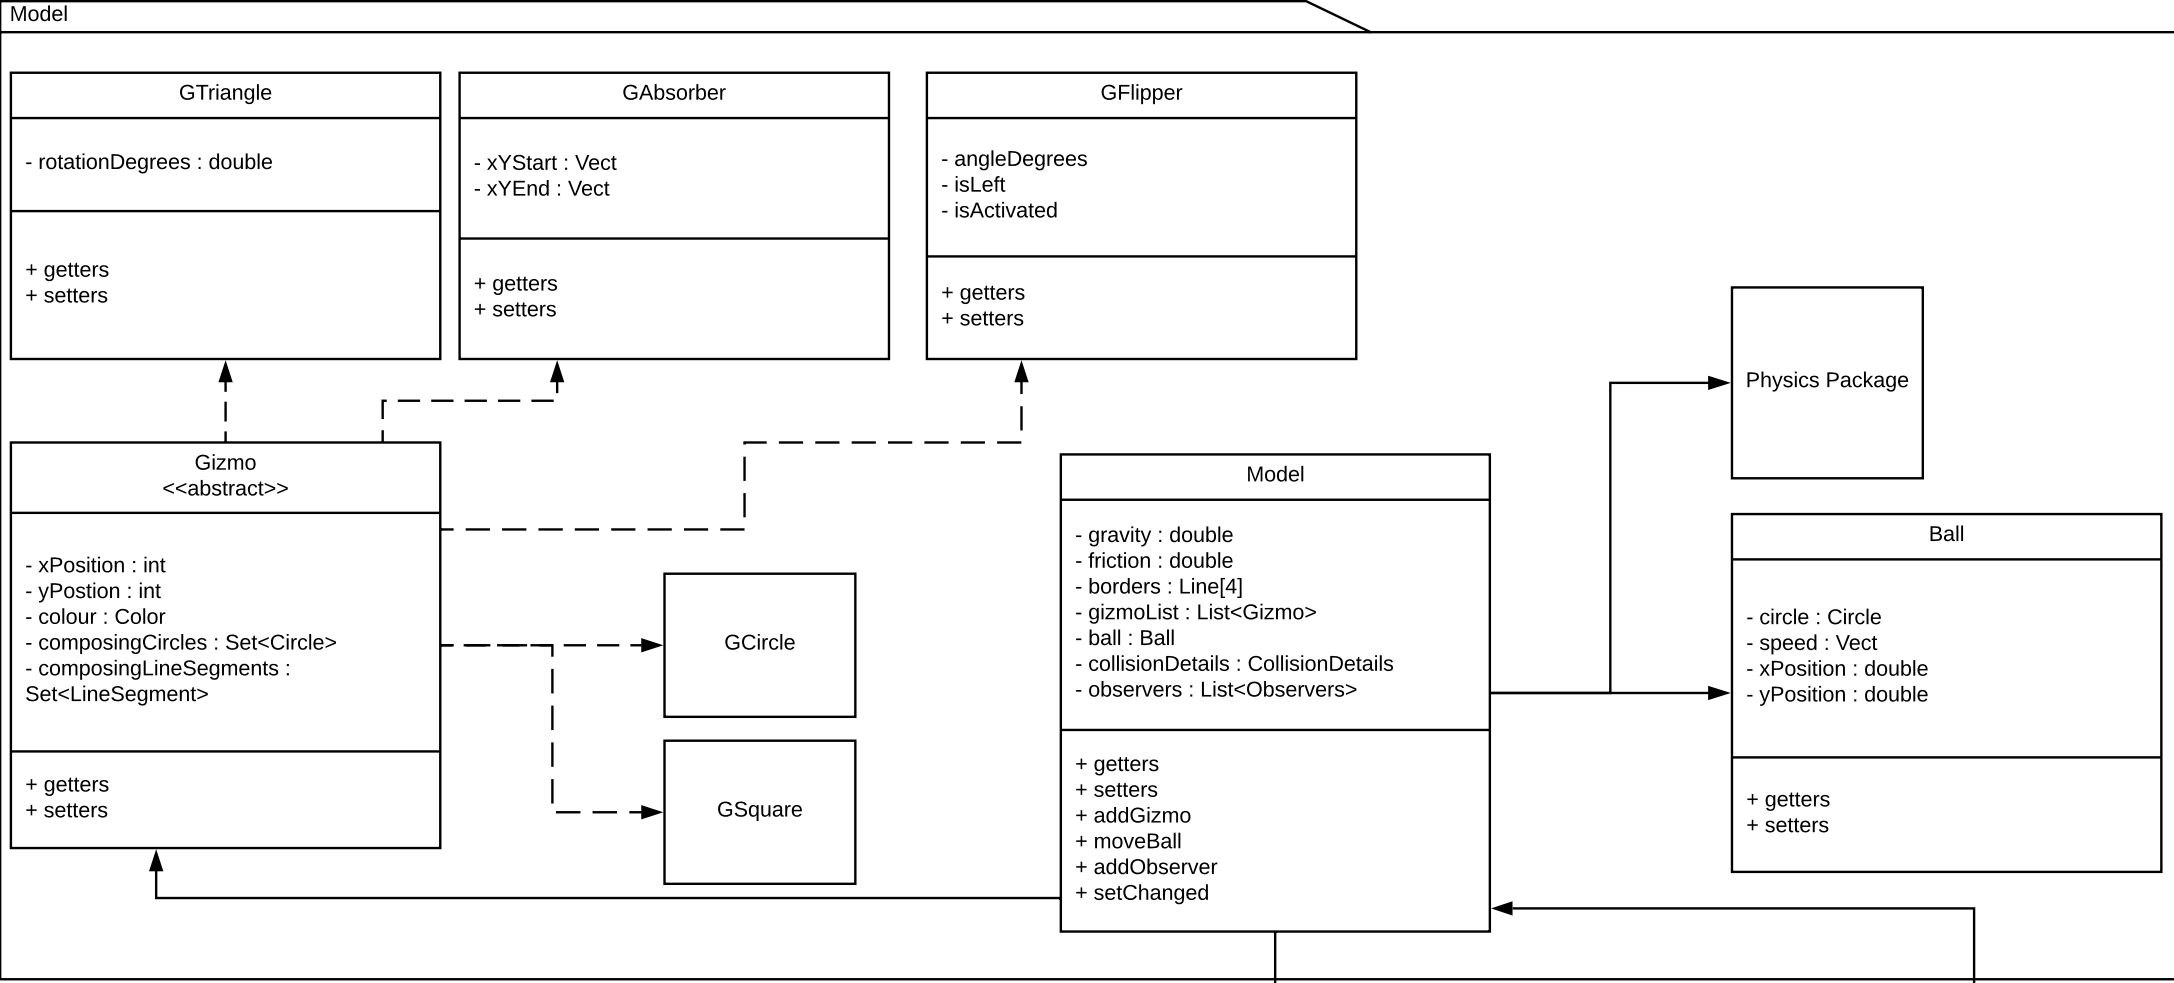 Model
GTriangle
- rotationDegrees : double
+ getters
+ setters
GAbsorber
- xYStart : Vect
- xYEnd : Vect
+ getters
+ setters
GFlipper
- angleDegrees
- isLeft
- isActivated
+ getters
+ setters
Physics Package
Gizmo
<<abstract>>
- xPosition : int
- yPostion : int
- colour : Color
- composingCircles : Set<Circle>
- composingLineSegments :
Set<LineSegment>
+ getters
+ setters
GCircle
GSquare
Model
- gravity : double
- friction : double
- borders : Line[4]
- gizmoList : List<Gizmo>
- ball : Ball
- collisionDetails : CollisionDetails
- observers : List<Observers>
+ getters
+ setters
+ addGizmo
+ moveBall
+ addObserver
+ setChanged
Ball
- circle : Circle
- speed : Vect
- xPosition : double
- yPosition : double
+ getters
+ setters